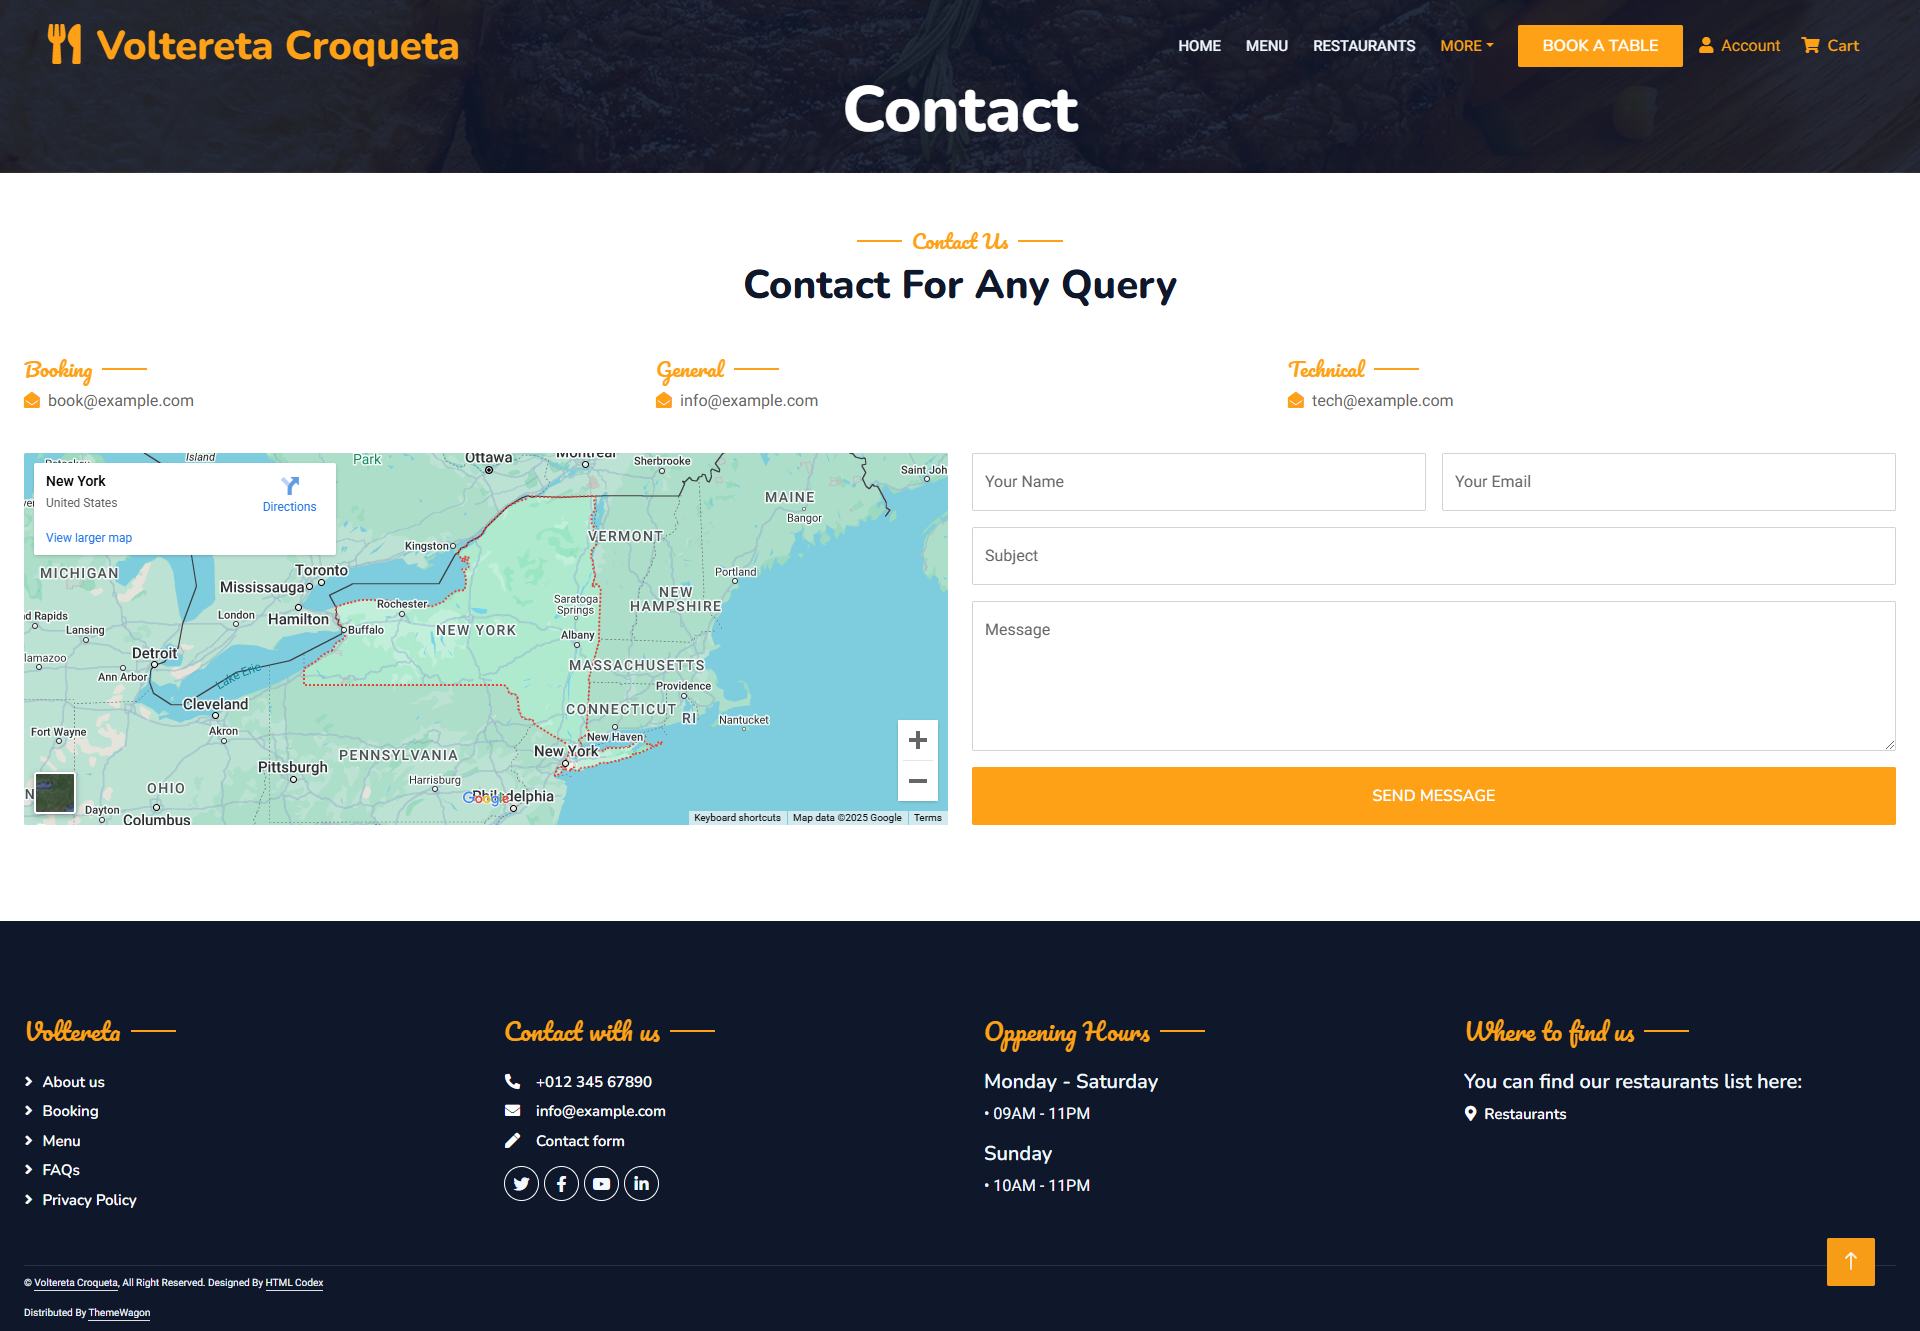 Voltereta Croqueta
HOME MENU RESTAURANTS MORE BOOK A TABLE Account Cart
Contact
Contact Us
Contact For Any Query
Booking
book@example.com
General
info@example.com
Technical
tech@example.com
New York
United States
Directions
View larger map
Island
Park
Ottawa
Montreal
Sherbrooke
Saint Joh
MAINE
Bangor
VERMONT
Kingston
MICHIGAN
Toronto
Mississauga
Portland
NEW
HAMPSHIRE
d Rapids
London
Hamilton
Rochester
Saratoga
Springs
Lansing
Buffalo
NEW YORK
Albany
lamazoo
Detroit
Ann Arbor
Lake Erie
MASSACHUSETTS
Providence
Cleveland
CONNECTICUT
RI
Nantucket
Fort Wayne
Akron
New Haven
New York
PENNSYLVANIA
Pittsburgh
Harrisburg
OHIO
Philadelphia
Google
Dayton
Columbus
Keyboard shortcuts
Map data ©2025 Google
Terms
Your Name
Your Email
Subject
Message
SEND MESSAGE
Voltereta
About us
Booking
Menu
FAQs
Privacy Policy
Contact with us
+012 345 67890
info@example.com
Contact form
Oppening Hours
Monday - Saturday
• 09AM - 11PM
Sunday
• 10AM - 11PM
Where to find us
You can find our restaurants list here:
Restaurants
© Voltereta Croqueta, All Right Reserved. Designed By HTML Codex
Distributed By ThemeWagon